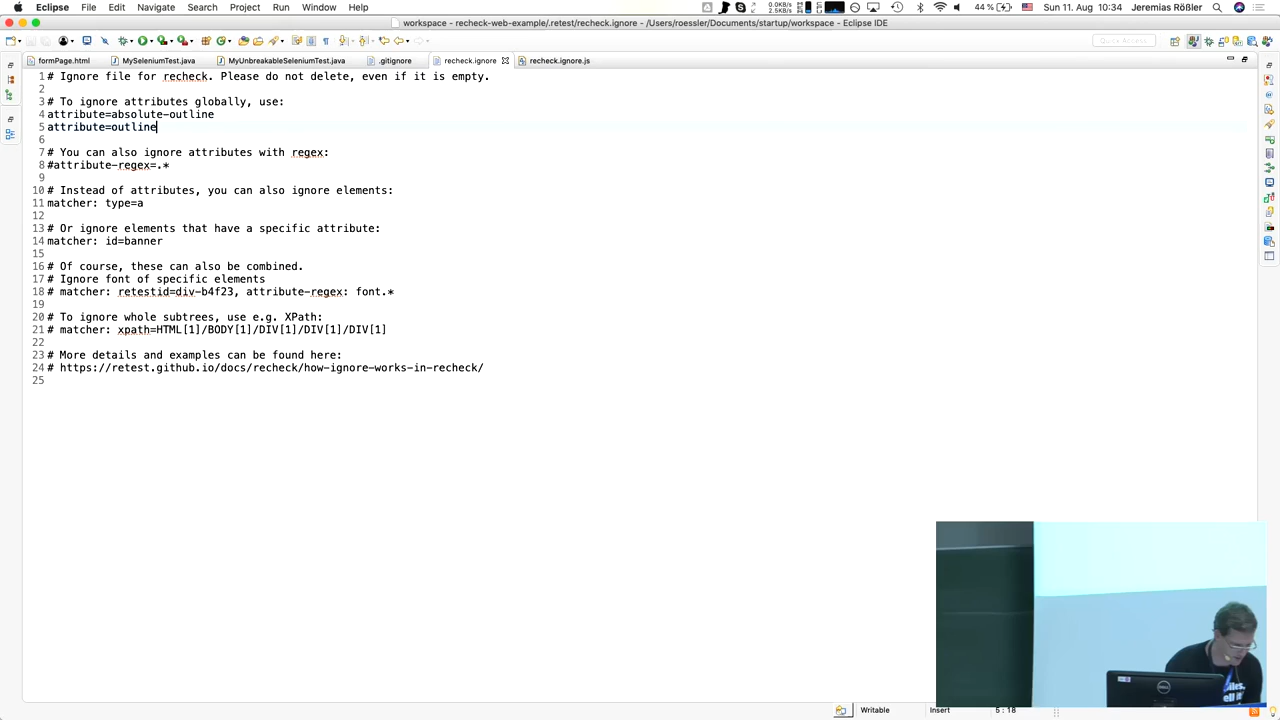 Eclipse File Edit Navigate Search Project Run Window Help 0.0KB/s 2.5KB/s 44 % Sun 11. Aug 10:34 Jeremias Rößler
workspace - recheck-web-example/.retest/recheck.ignore - /Users/roessler/Documents/startup/workspace - Eclipse IDE
Quick Access
formPage.html MySeleniumTest.java MyUnbreakableSeleniumTest.java .gitignore recheck.ignore recheck.ignore.js
1 # Ignore file for recheck. Please do not delete, even if it is empty.
2
3 # To ignore attributes globally, use:
4 attribute=absolute-outline
5 attribute=outline
6
7 # You can also ignore attributes with regex:
8 #attribute-regex=.*
9
10 # Instead of attributes, you can also ignore elements:
11 matcher: type=a
12
13 # Or ignore elements that have a specific attribute:
14 matcher: id=banner
15
16 # Of course, these can also be combined.
17 # Ignore font of specific elements
18 # matcher: retestid=div-b4f23, attribute-regex: font.*
19
20 # To ignore whole subtrees, use e.g. XPath:
21 # matcher: xpath=HTML[1]/BODY[1]/DIV[1]/DIV[1]/DIV[1]
22
23 # More details and examples can be found here:
24 # https://retest.github.io/docs/recheck/how-ignore-works-in-recheck/
25
DELL
Writable Insert 5 : 18